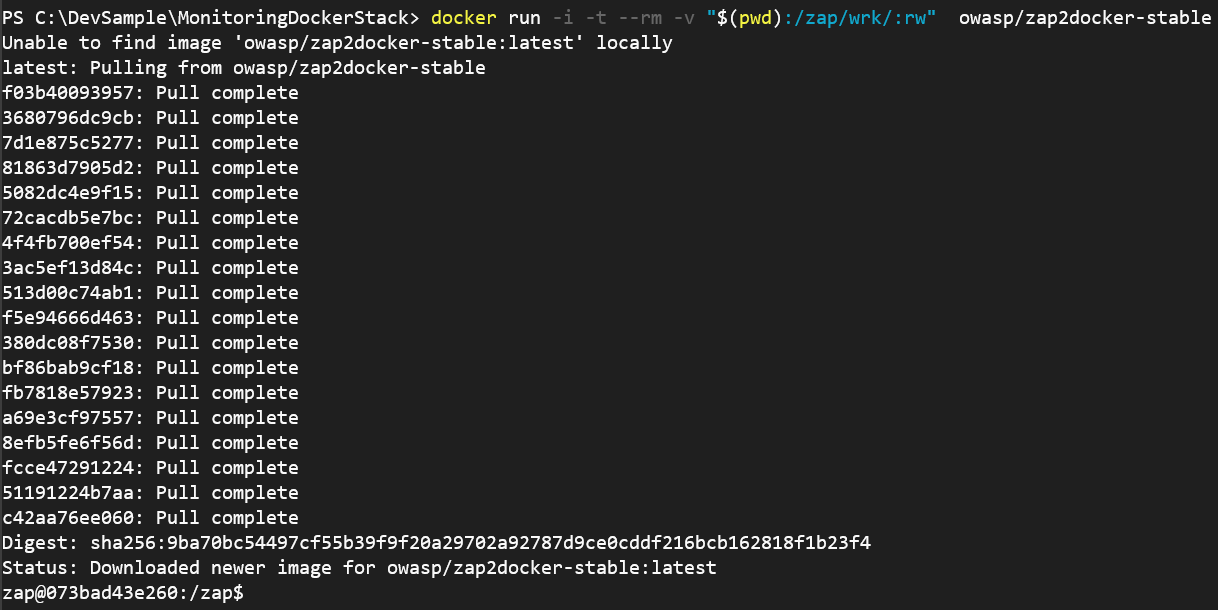 PS C:\DevSample\MonitoringDockerStack> docker run -i -t --rm -v "$(pwd):/zap/wrk/:rw"  owasp/zap2docker-stable
Unable to find image 'owasp/zap2docker-stable:latest' locally
latest: Pulling from owasp/zap2docker-stable
f03b40093957: Pull complete
3680796dc9cb: Pull complete
7d1e875c5277: Pull complete
81863d7905d2: Pull complete
5082dc4e9f15: Pull complete
72cacdb5e7bc: Pull complete
4f4fb700ef54: Pull complete
3ac5ef13d84c: Pull complete
513d00c74ab1: Pull complete
f5e94666d463: Pull complete
380dc08f7530: Pull complete
bf86bab9cf18: Pull complete
fb7818e57923: Pull complete
a69e3cf97557: Pull complete
8efb5fe6f56d: Pull complete
fcce47291224: Pull complete
51191224b7aa: Pull complete
c42aa76ee060: Pull complete
Digest: sha256:9ba70bc54497cf55b39f9f20a29702a92787d9ce0cddf216bcb162818f1b23f4
Status: Downloaded newer image for owasp/zap2docker-stable:latest
zap@073bad43e260:/zap$